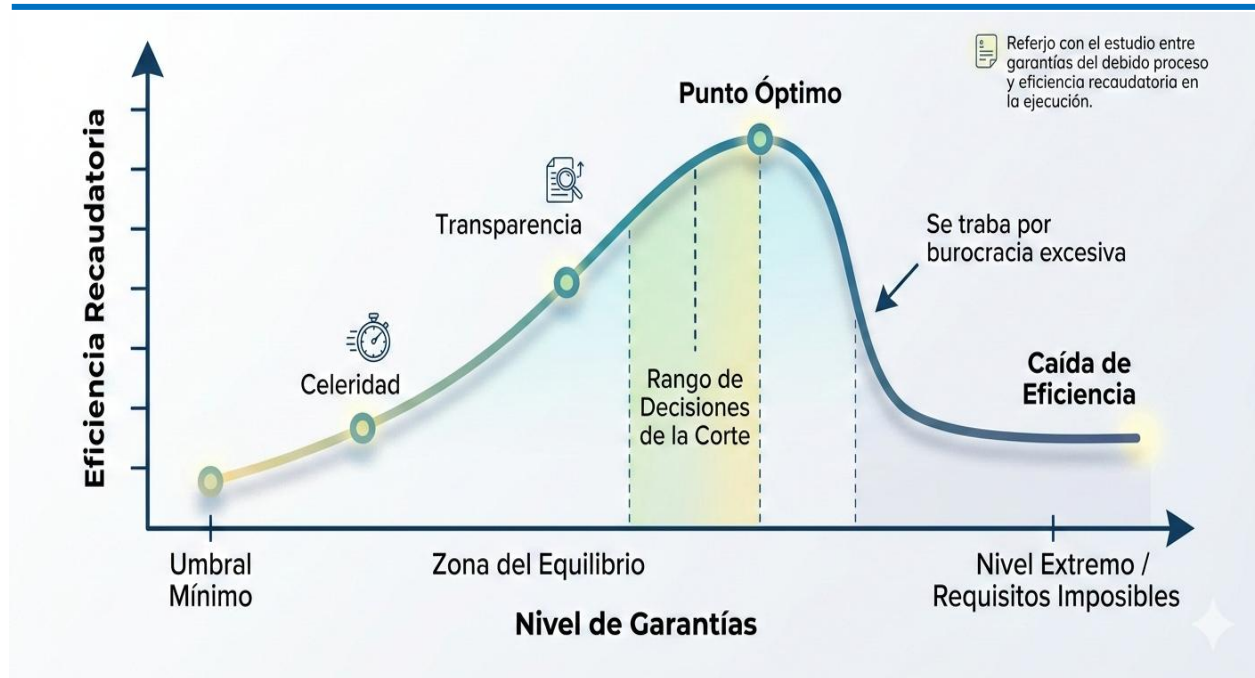 Referjo con el estudio entre
garantías del debido proceso
y eficiencia recaudatoria en
la ejecución.
Punto Óptimo
Eficiencia Recaudatoria
Transparencia
Se traba por
burocracia excesiva
Celeridad
Rango de
Decisiones
de la Corte
Caída de
Eficiencia
Umbral
Mínimo
Zona del Equilibrio
Nivel Extremo /
Requisitos Imposibles
Nivel de Garantías